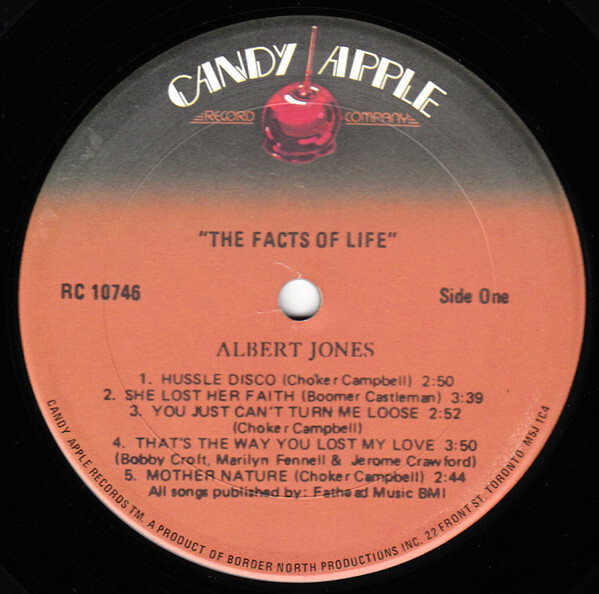 CANDY APPLE
RECORD COMPANY
"THE FACTS OF LIFE"
RC 10746
Side One
ALBERT JONES
1. HUSSLE DISCO (Choker Campbell) 2:50
2. SHE LOST HER FAITH (Boomer Castleman) 3:39
3. YOU JUST CAN'T TURN ME LOOSE 2:52
(Choker Campbell)
4. THAT'S THE WAY YOU LOST MY LOVE 3:50
(Bobby Croft, Marilyn Fennell & Jerome Crawford)
5. MOTHER NATURE (Choker Campbell) 2:44
All songs published by: Fathead Music BMI
CANDY APPLE RECORDS TM. A PRODUCT OF BORDER NORTH PRODUCTIONS INC. 22 FRONT ST. TORONTO M5J 1C4